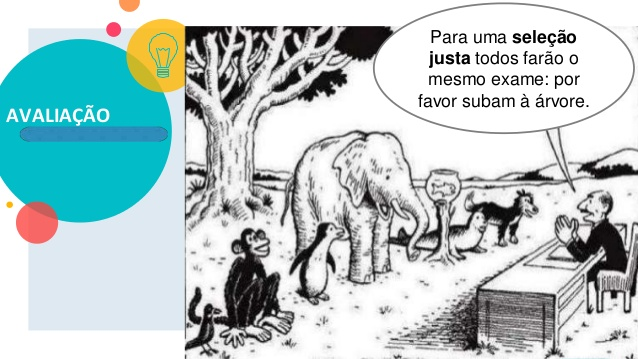 AVALIAÇÃO
Para uma seleção
justa todos farão o
mesmo exame: por
favor subam à árvore.